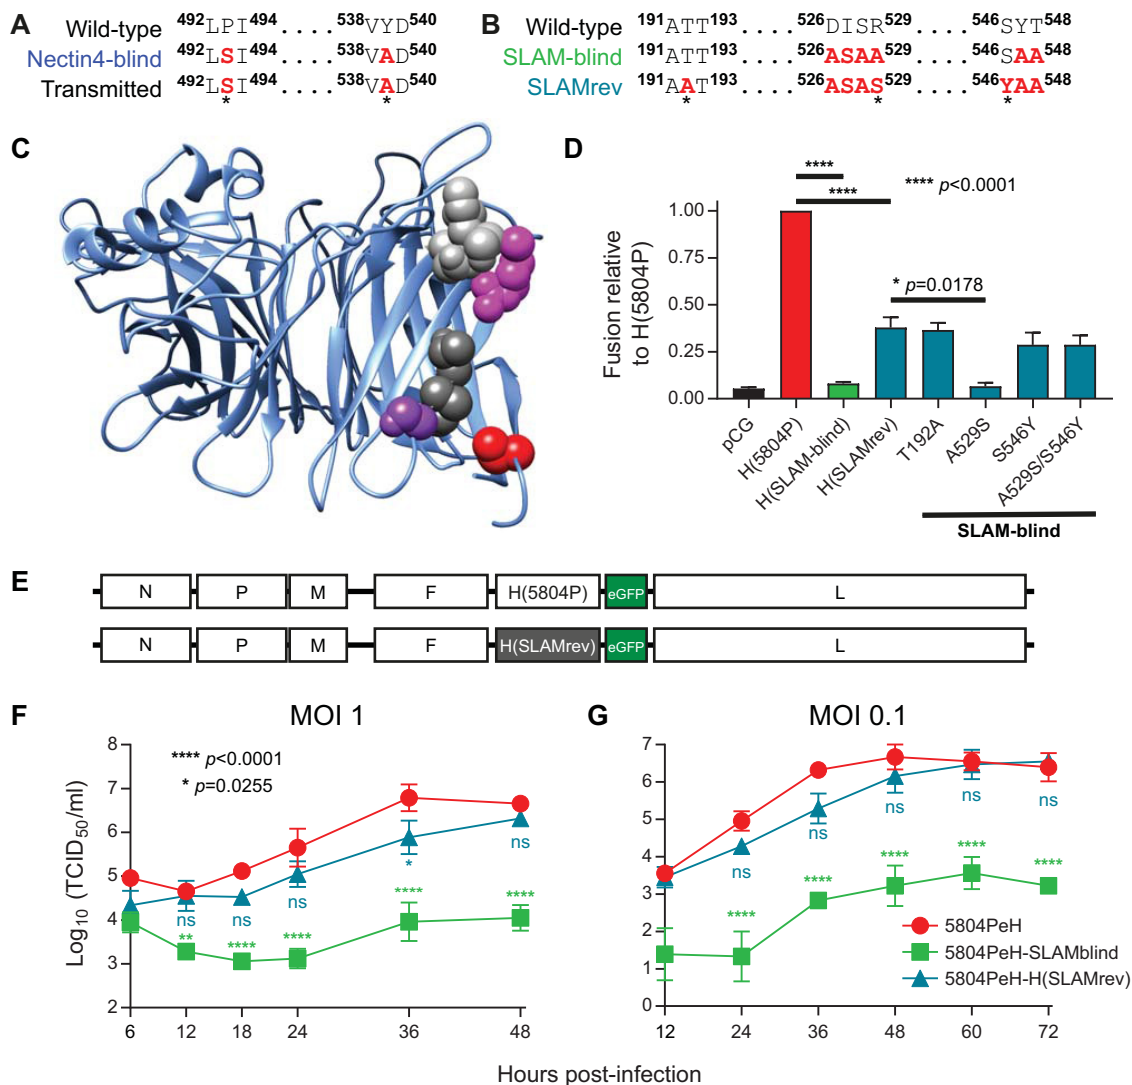 A
Wild-type 492LPI494 .... 538VYD540
Nectin4-blind 492LSI494 .... 538VAD540
Transmitted 492LSI494 .... 538VAD540
* *
B
Wild-type 191ATT193 .... 526DISR529 .... 546SYT548
SLAM-blind 191ATT193 .... 526ASAA529 .... 546SAA548
SLAMrev 191AAT193 .... 526ASAS529 .... 546YAA548
* * *
C
D
**** **** p<0.0001
****
* p=0.0178
Fusion relative
to H(5804P)
1.00
0.75
0.50
0.25
0.00
pCG
H(5804P)
H(SLAM-blind)
H(SLAMrev)
T192A
A529S
S546Y
A529S/S546Y
SLAM-blind
E
N P M F H(5804P) eGFP L
N P M F H(SLAMrev) eGFP L
F
MOI 1
**** p<0.0001
* p=0.0255
Log10 (TCID50/ml)
8
7
6
5
4
3
2
ns ns ns * ns
** **** **** **** ****
6 12 18 24 36 48
G
MOI 0.1
7
6
5
4
3
2
1
0
ns ns ns ns ns
**** **** **** **** ****
5804PeH
5804PeH-SLAMblind
5804PeH-H(SLAMrev)
12 24 36 48 60 72
Hours post-infection